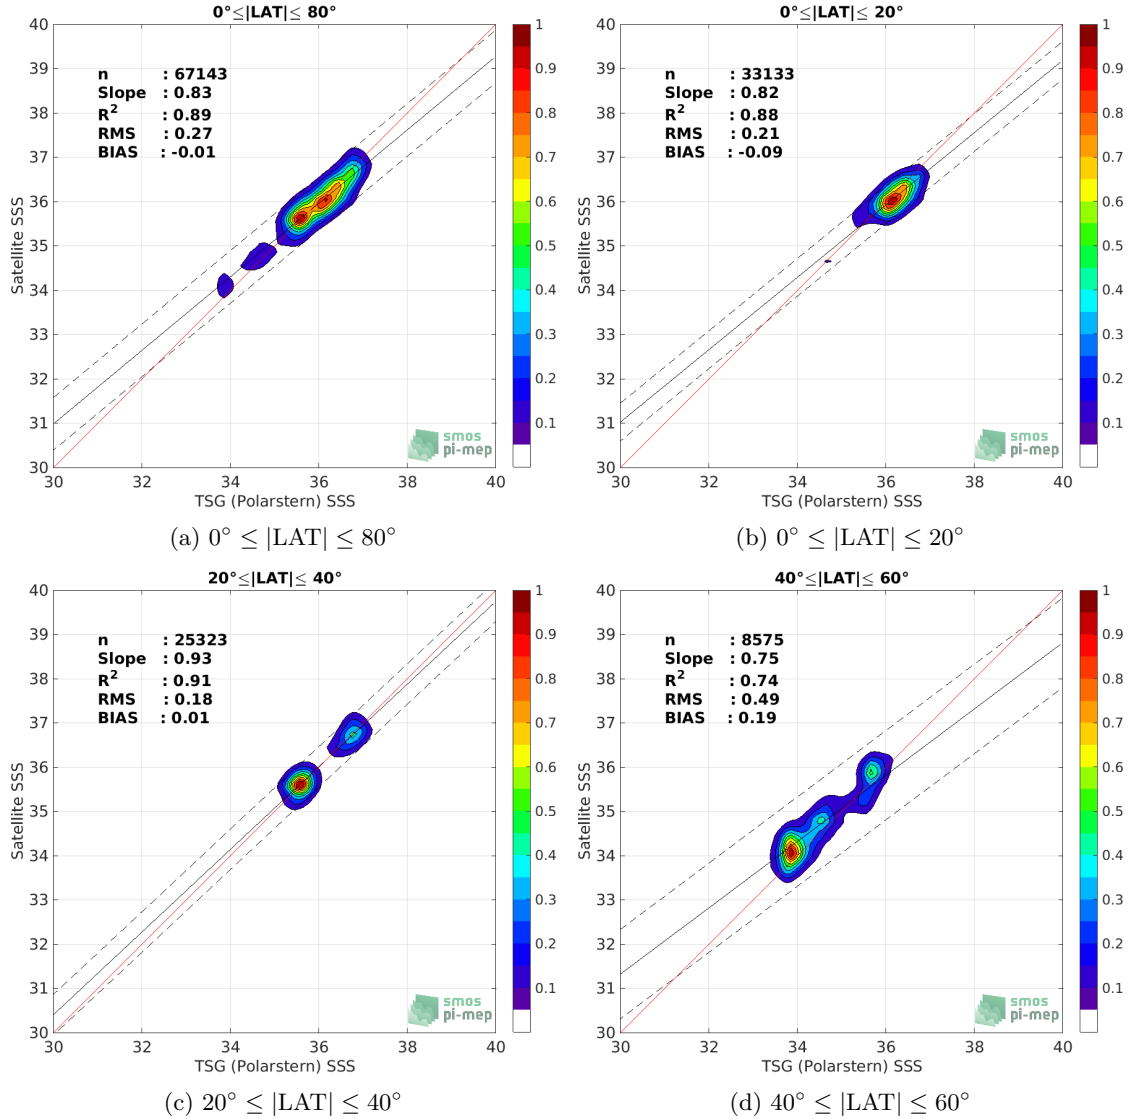 0°≤|LAT|≤ 80°
n : 67143
Slope : 0.83
R² : 0.89
RMS : 0.27
BIAS : -0.01
40
39
38
37
36
35
34
33
32
31
30
Satellite SSS
30 32 34 36 38 40
TSG (Polarstern) SSS
1
0.9
0.8
0.7
0.6
0.5
0.4
0.3
0.2
0.1
smos
pi-mep
(a) 0° ≤ |LAT| ≤ 80°
0°≤|LAT|≤ 20°
n : 33133
Slope : 0.82
R² : 0.88
RMS : 0.21
BIAS : -0.09
40
39
38
37
36
35
34
33
32
31
30
Satellite SSS
30 32 34 36 38 40
TSG (Polarstern) SSS
1
0.9
0.8
0.7
0.6
0.5
0.4
0.3
0.2
0.1
smos
pi-mep
(b) 0° ≤ |LAT| ≤ 20°
20°≤|LAT|≤ 40°
n : 25323
Slope : 0.93
R² : 0.91
RMS : 0.18
BIAS : 0.01
40
39
38
37
36
35
34
33
32
31
30
Satellite SSS
30 32 34 36 38 40
TSG (Polarstern) SSS
1
0.9
0.8
0.7
0.6
0.5
0.4
0.3
0.2
0.1
smos
pi-mep
(c) 20° ≤ |LAT| ≤ 40°
40°≤|LAT|≤ 60°
n : 8575
Slope : 0.75
R² : 0.74
RMS : 0.49
BIAS : 0.19
40
39
38
37
36
35
34
33
32
31
30
Satellite SSS
30 32 34 36 38 40
TSG (Polarstern) SSS
1
0.9
0.8
0.7
0.6
0.5
0.4
0.3
0.2
0.1
smos
pi-mep
(d) 40° ≤ |LAT| ≤ 60°